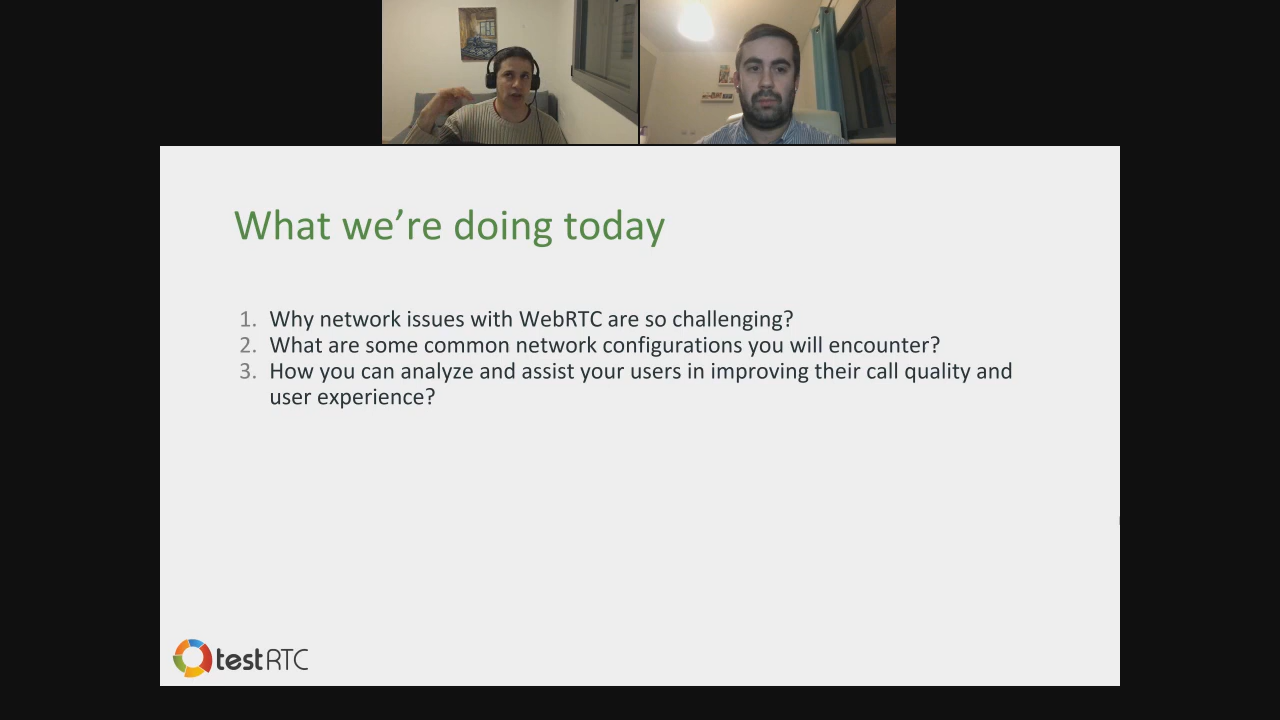 What we’re doing today
1. Why network issues with WebRTC are so challenging?
2. What are some common network configurations you will encounter?
3. How you can analyze and assist your users in improving their call quality and
user experience?
testRTC